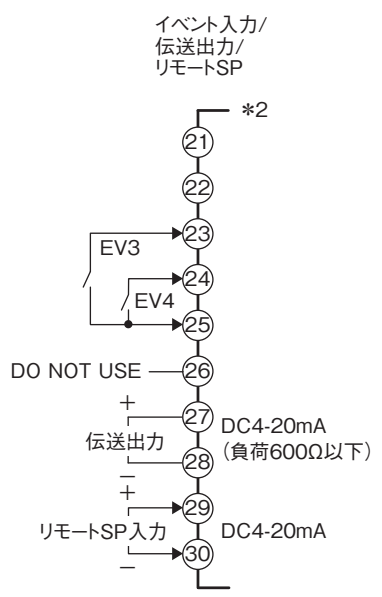 イベント入力/
伝送出力/
リモートSP
*2
21
22
23
EV3
24
EV4
25
DO NOT USE
26
+
27
伝送出力
DC4-20mA
(負荷600Ω以下)
28
−
+
29
リモートSP入力
DC4-20mA
30
−